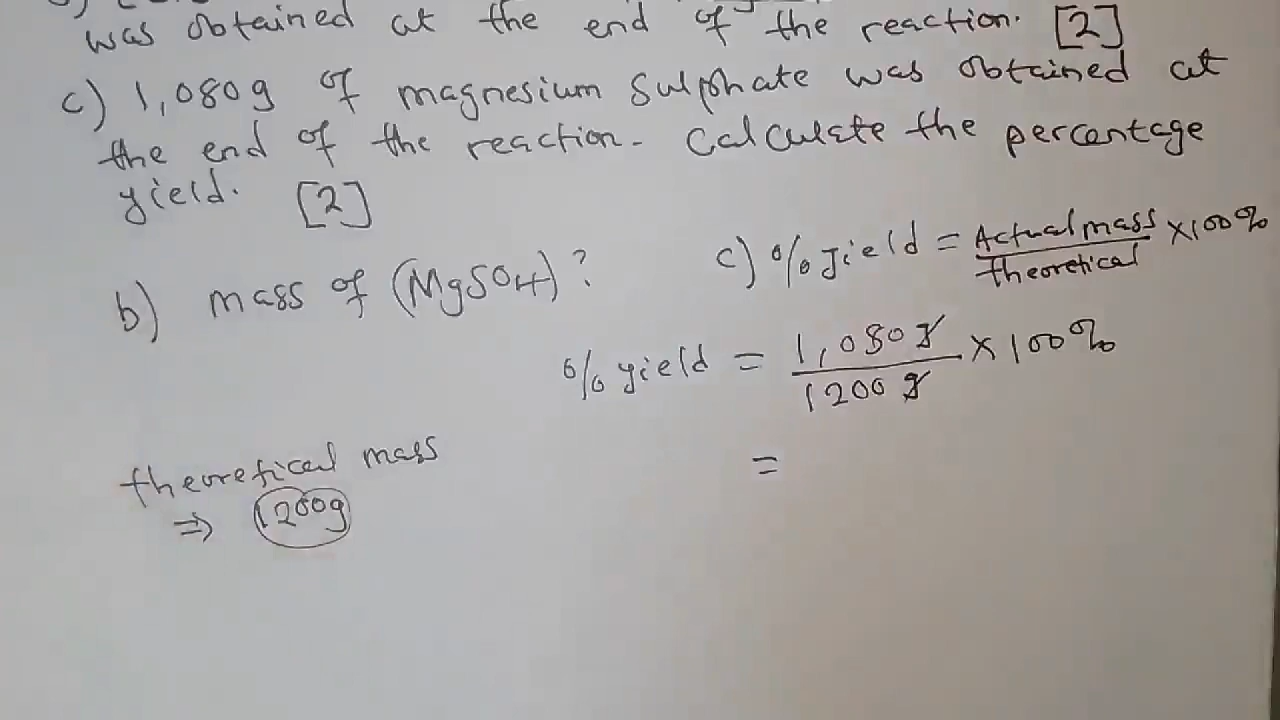 was obtained at the end of the reaction. [2]
c) 1,080g of magnesium sulphate was obtained at
the end of the reaction. Calculate the percentage
yield. [2]
b) mass of (MgSO4)?
c) % yield = Actual mass / theoretical × 100%
% yield = 1,080g / 1200g × 100%
=
theoretical mass
⇒ 1200g